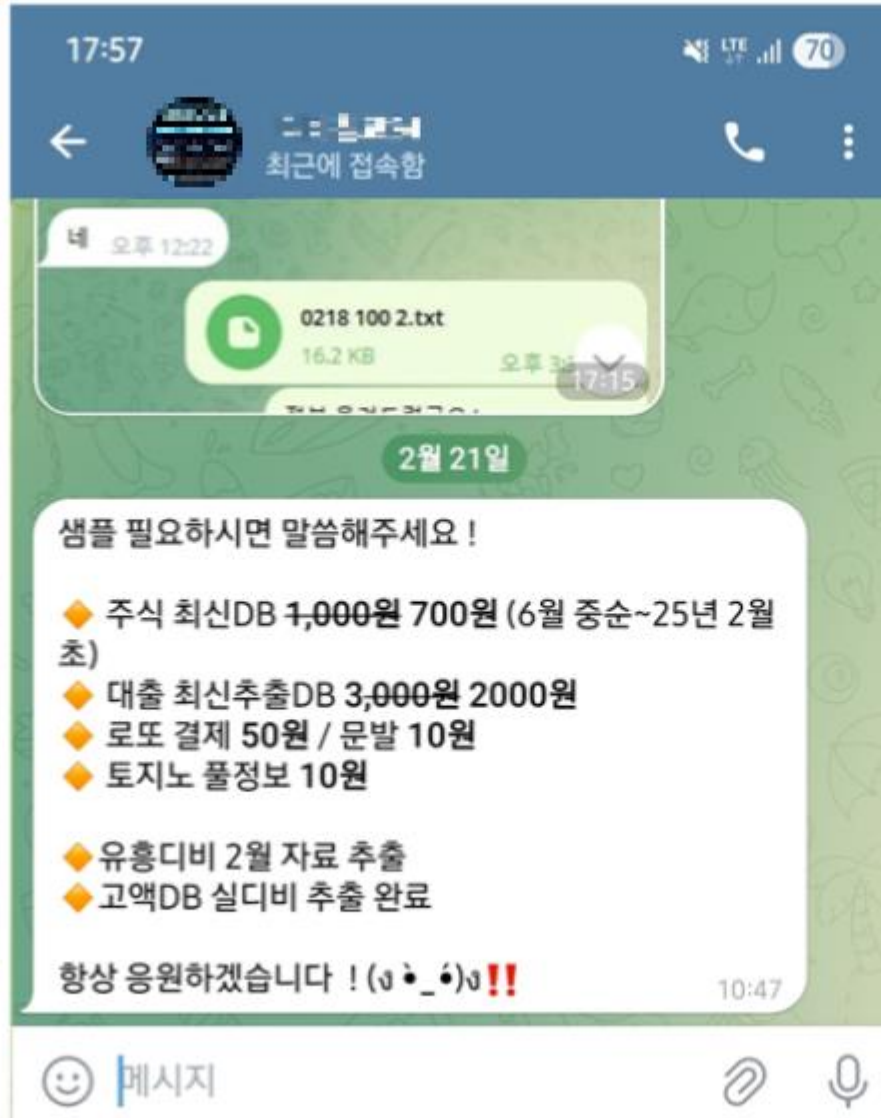 17:57
LTE 70
최근에 접속함
네 오후 12:22
0218 100 2.txt
16.2 KB 오후
17:15
2월 21일
샘플 필요하시면 말씀해주세요 !
🔶 주식 최신DB 1,000원 700원 (6월 중순~25년 2월
초)
🔶 대출 최신추출DB 3,000원 2000원
🔶 로또 결제 50원 / 문발 10원
🔶 토지노 풀정보 10원
🔶유흥디비 2월 자료 추출
🔶고액DB 실디비 추출 완료
항상 응원하겠습니다 ! (ง •̀_•́)ง‼️
10:47
메시지